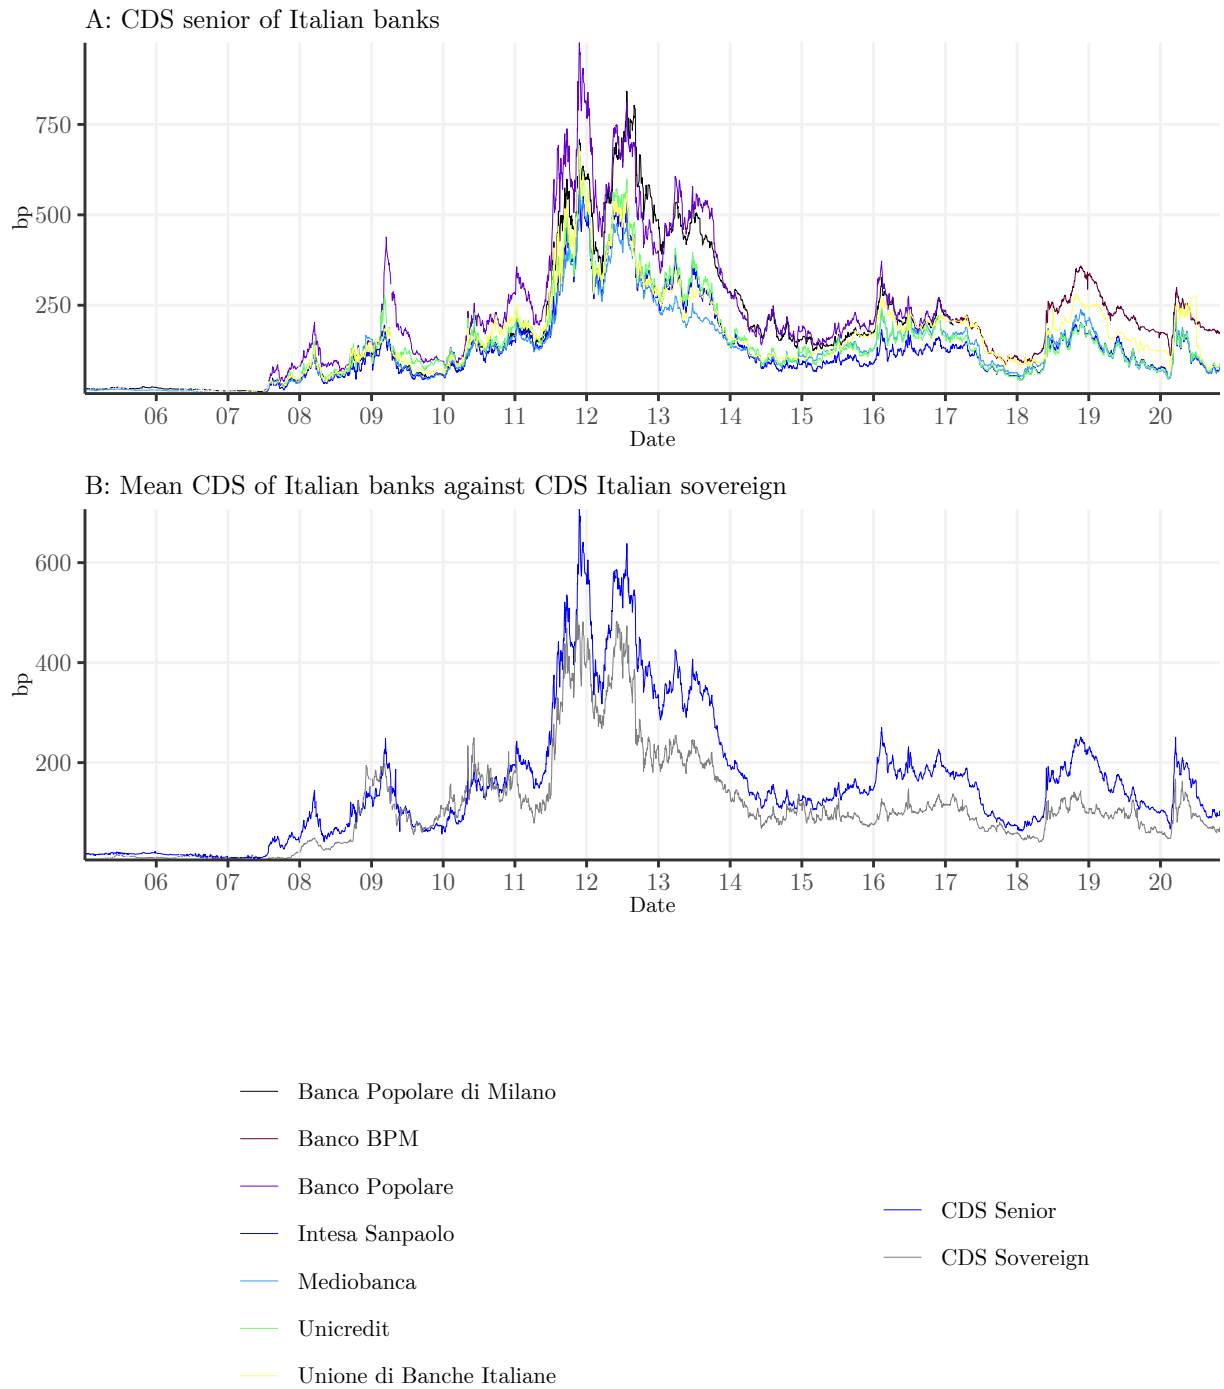 A: CDS senior of Italian banks
750
500
250
bp
06 07 08 09 10 11 12 13 14 15 16 17 18 19 20
Date
B: Mean CDS of Italian banks against CDS Italian sovereign
600
400
200
bp
06 07 08 09 10 11 12 13 14 15 16 17 18 19 20
Date
Banca Popolare di Milano
Banco BPM
Banco Popolare
Intesa Sanpaolo
Mediobanca
Unicredit
Unione di Banche Italiane
CDS Senior
CDS Sovereign